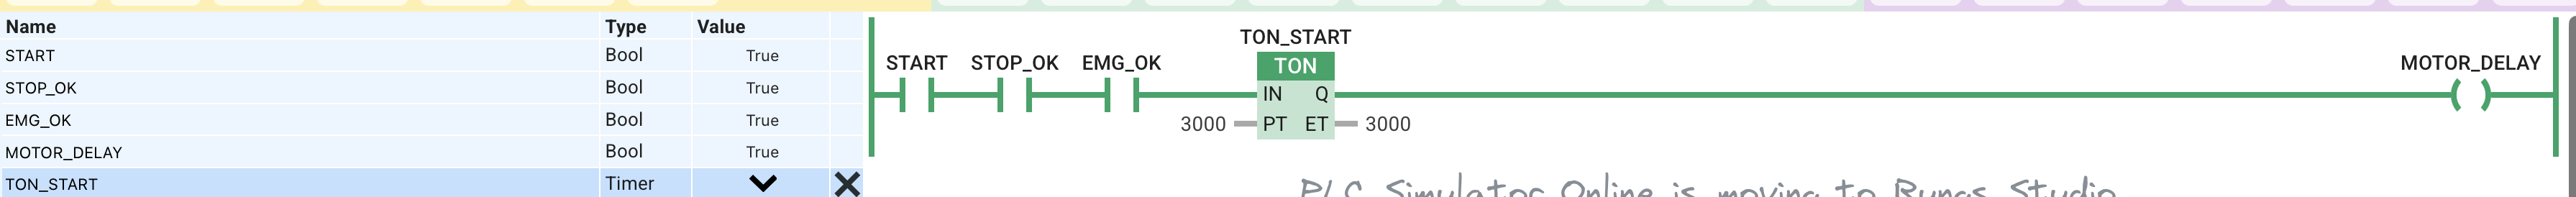 Name Type Value
START Bool True
STOP_OK Bool True
EMG_OK Bool True
MOTOR_DELAY Bool True
TON_START Timer
TON_START
START STOP_OK EMG_OK TON MOTOR_DELAY
IN Q
3000 PT ET 3000
PLC Simulator Online is moving to Rungs Studio